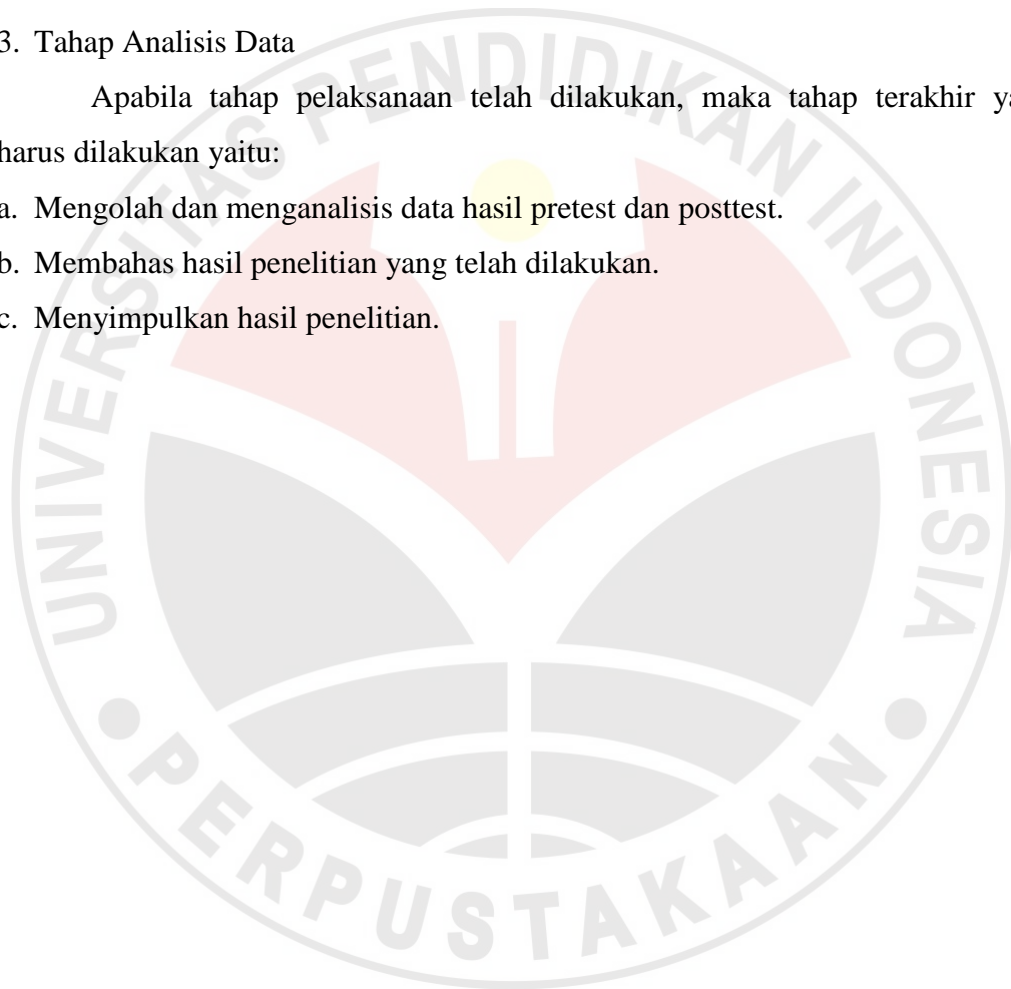 3. Tahap Analisis Data
Apabila tahap pelaksanaan telah dilakukan, maka tahap terakhir ya
harus dilakukan yaitu:
a. Mengolah dan menganalisis data hasil pretest dan posttest.
b. Membahas hasil penelitian yang telah dilakukan.
c. Menyimpulkan hasil penelitian.
UNIVERSITAS PENDIDIKAN INDONESIA
PERPUSTAKAAN